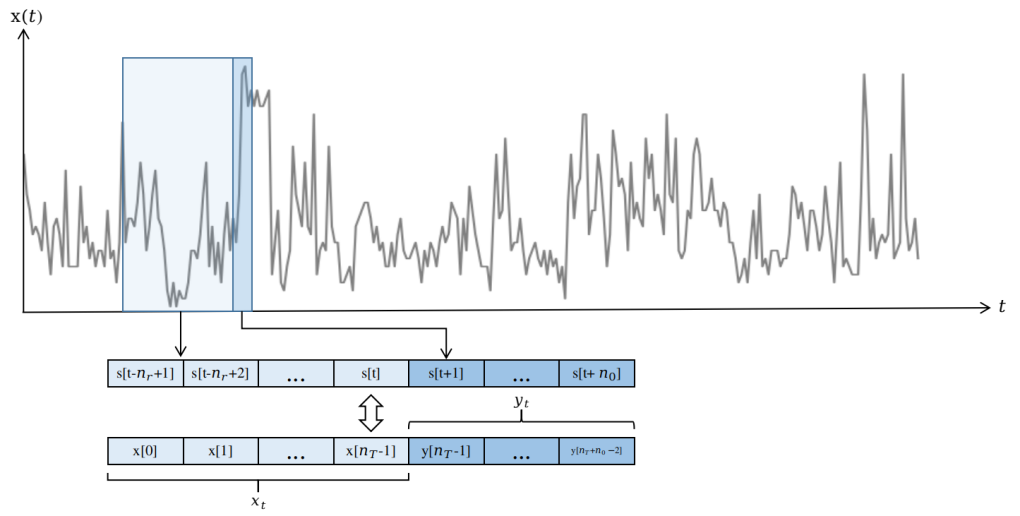 x(t)
t
s[t-n_r+1] s[t-n_r+2] ... s[t] s[t+1] ... s[t+ n_0]
y_t
x[0] x[1] ... x[n_T-1] y[n_T-1] ... y[n_T+n_0-2]
x_t